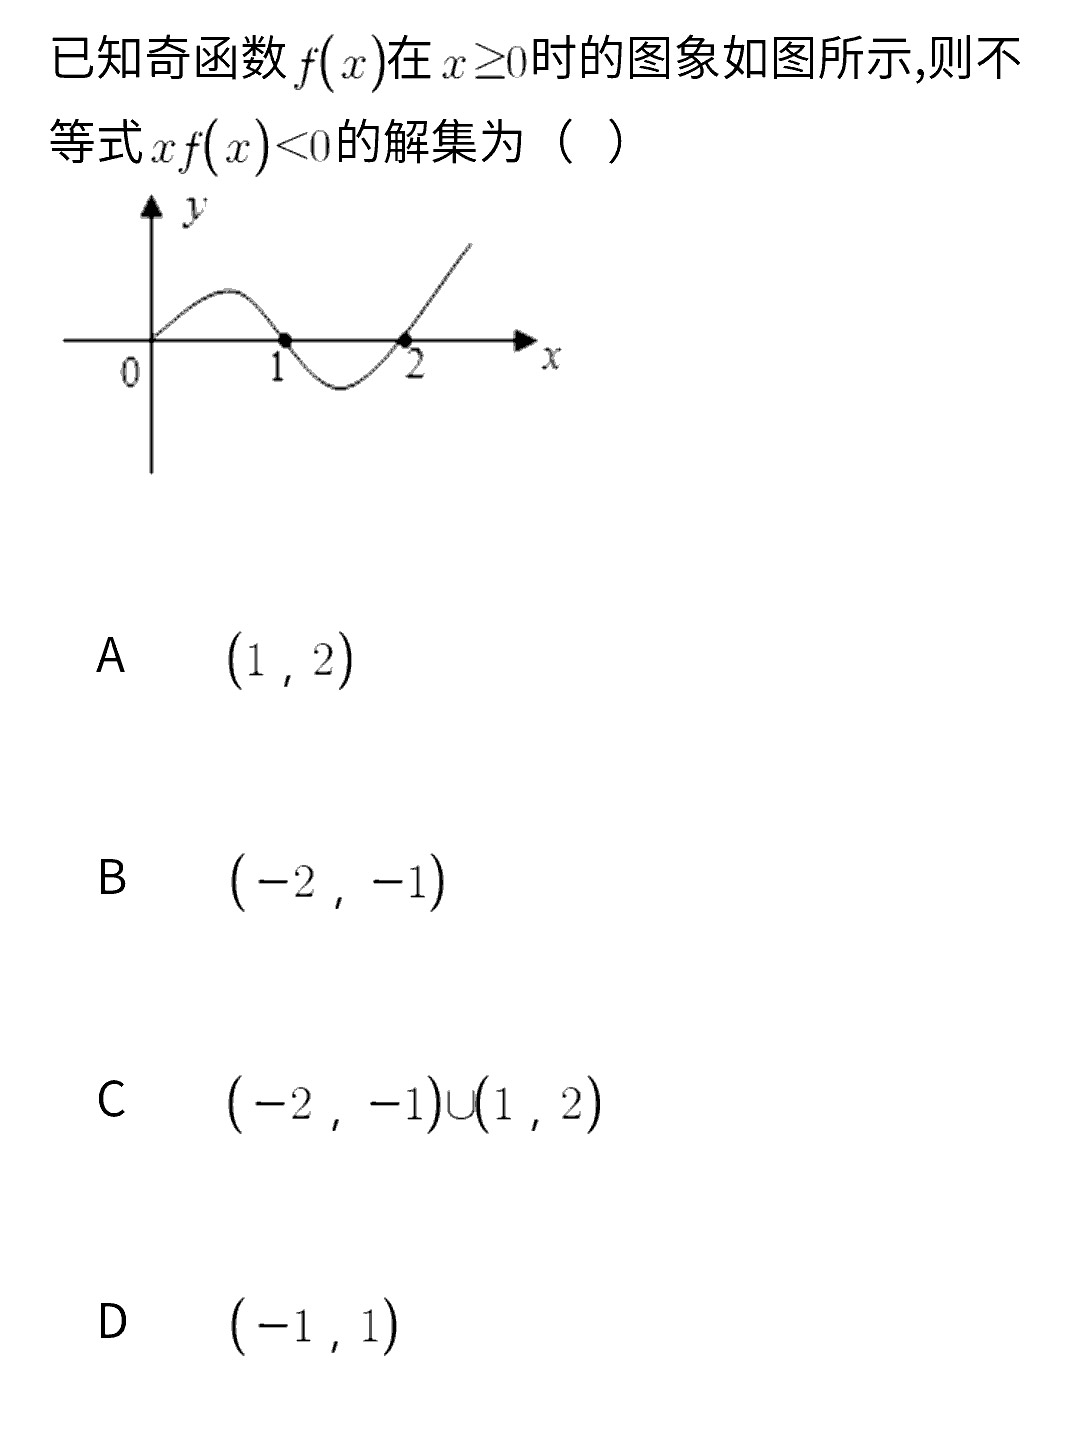 已知奇函数f(x)在x≥0时的图象如图所示,则不
等式xf(x)<0的解集为（ ）
y
0
1
2
x
A (1 , 2)
B (−2 , −1)
C (−2 , −1)∪(1 , 2)
D (−1 , 1)